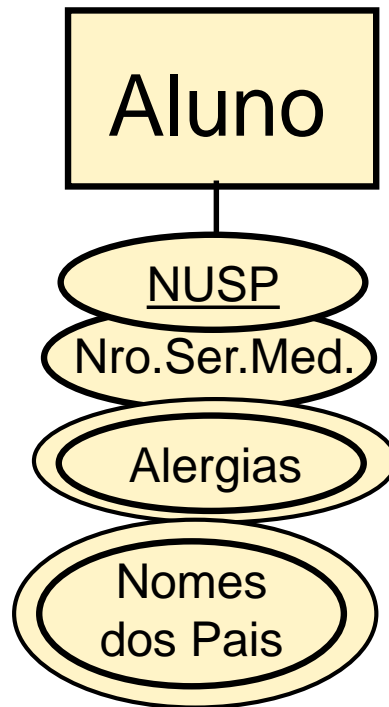 Aluno
NUSP
Nro.Ser.Med.
Alergias
Nomes
dos Pais